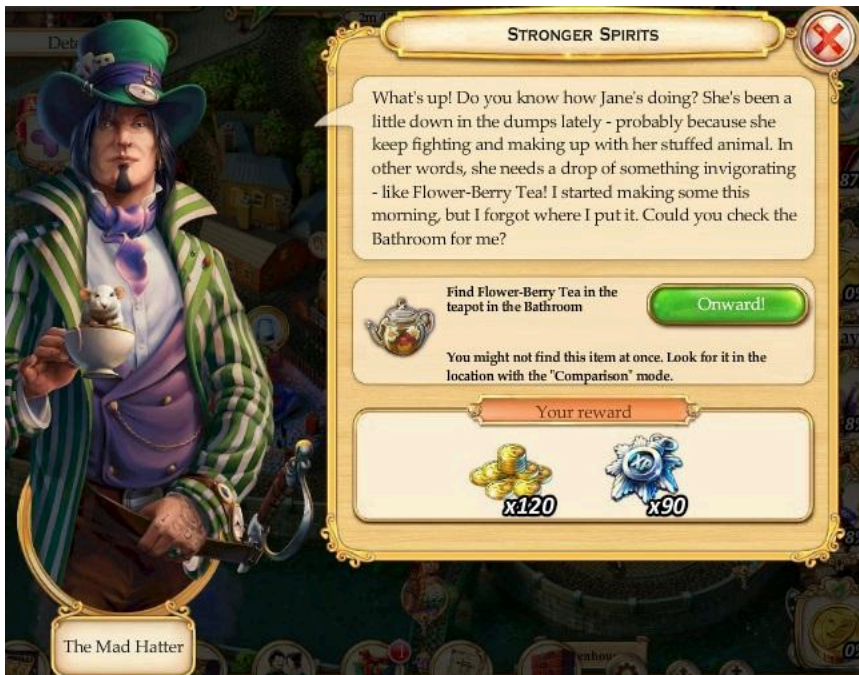 STRONGER SPIRITS
What's up! Do you know how Jane's doing? She's been a
little down in the dumps lately - probably because she
keep fighting and making up with her stuffed animal. In
other words, she needs a drop of something invigorating
- like Flower-Berry Tea! I started making some this
morning, but I forgot where I put it. Could you check the
Bathroom for me?
Find Flower-Berry Tea in the
teapot in the Bathroom
Onward!
You might not find this item at once. Look for it in the
location with the "Comparison" mode.
Your reward
XP
x120
x90
The Mad Hatter
1